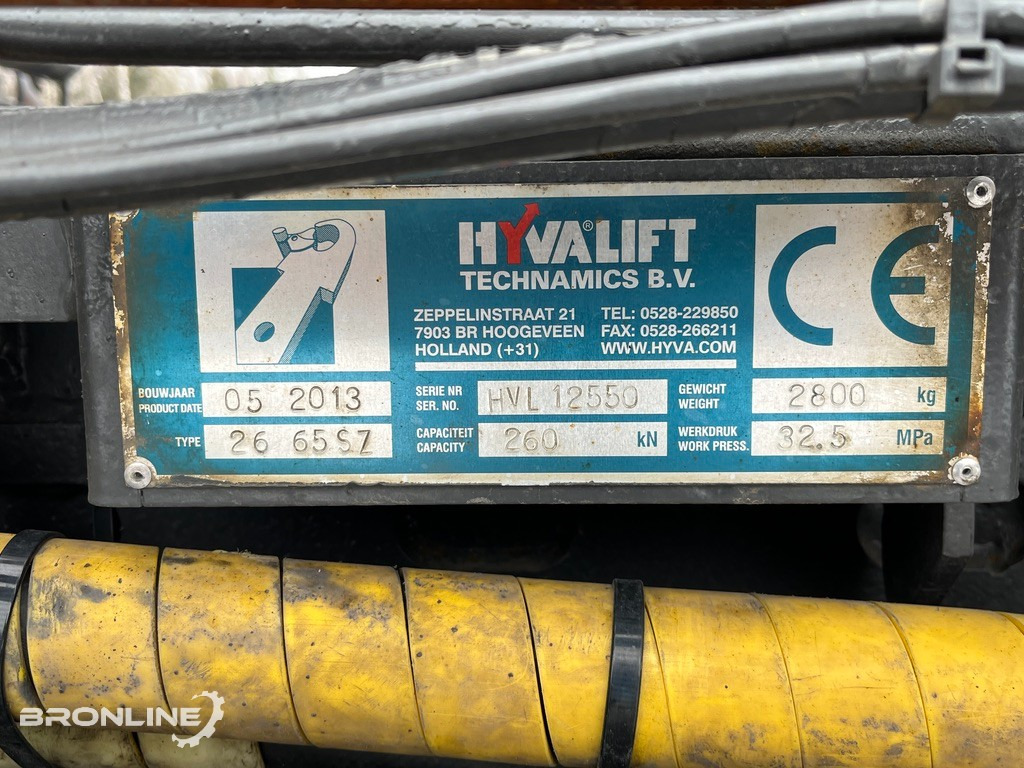 HYVALIFT®
TECHNAMICS B.V.
ZEPPELINSTRAAT 21 TEL: 0528-229850
7903 BR HOOGEVEEN FAX: 0528-266211
HOLLAND (+31) WWW.HYVA.COM
CE
BOUWJAAR
PRODUCT DATE 05 2013
SERIE NR
SER. NO. HVL 12550
GEWICHT
WEIGHT 2800 kg
TYPE 26 65SZ
CAPACITEIT
CAPACITY 260 kN
WERKDRUK
WORK PRESS. 32.5 MPa
BRONLINE